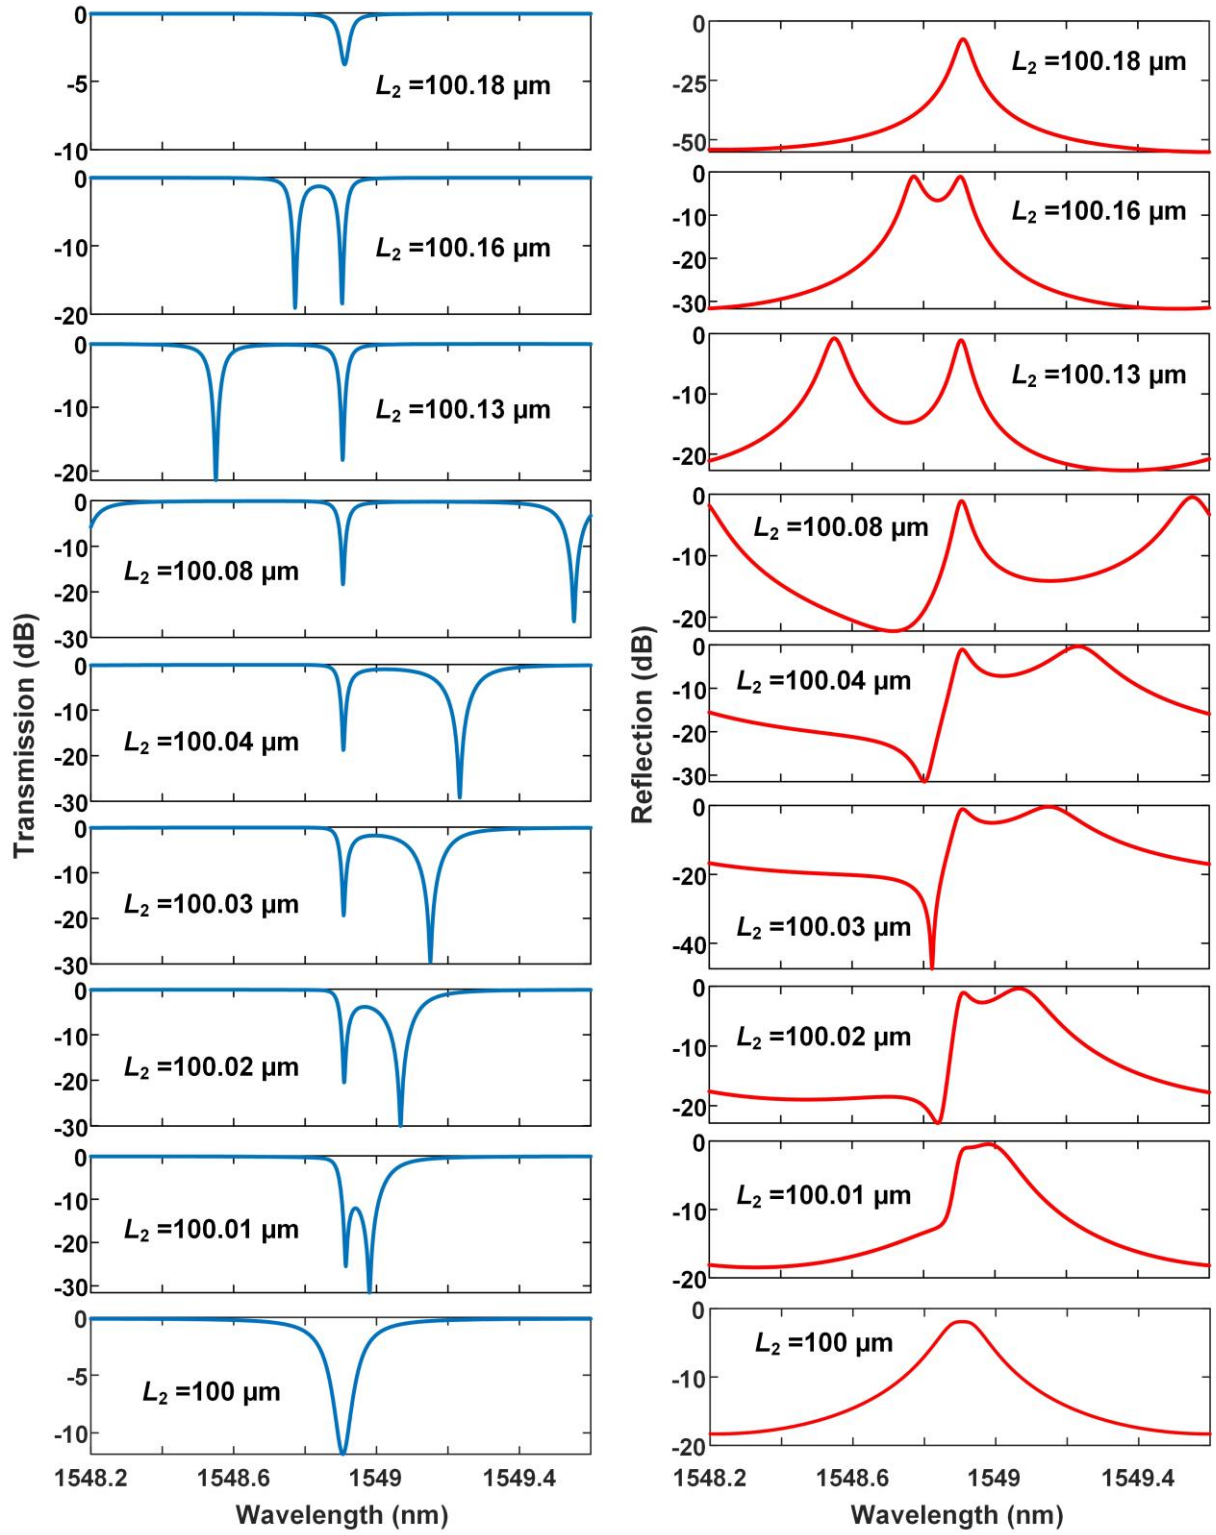 Transmission (dB)
0
-5
-10
L2 =100.18 µm
0
-10
-20
L2 =100.16 µm
0
-10
-20
L2 =100.13 µm
0
-10
-20
-30
L2 =100.08 µm
0
-10
-20
-30
L2 =100.04 µm
0
-10
-20
-30
L2 =100.03 µm
0
-10
-20
-30
L2 =100.02 µm
0
-10
-20
-30
L2 =100.01 µm
0
-5
-10
L2 =100 µm
1548.2 1548.6 1549 1549.4
Wavelength (nm)
Reflection (dB)
0
-25
-50
L2 =100.18 µm
0
-10
-20
-30
L2 =100.16 µm
0
-10
-20
L2 =100.13 µm
0
-10
-20
L2 =100.08 µm
0
-10
-20
-30
L2 =100.04 µm
0
-20
-40
L2 =100.03 µm
0
-10
-20
L2 =100.02 µm
0
-10
-20
L2 =100.01 µm
0
-10
-20
L2 =100 µm
1548.2 1548.6 1549 1549.4
Wavelength (nm)